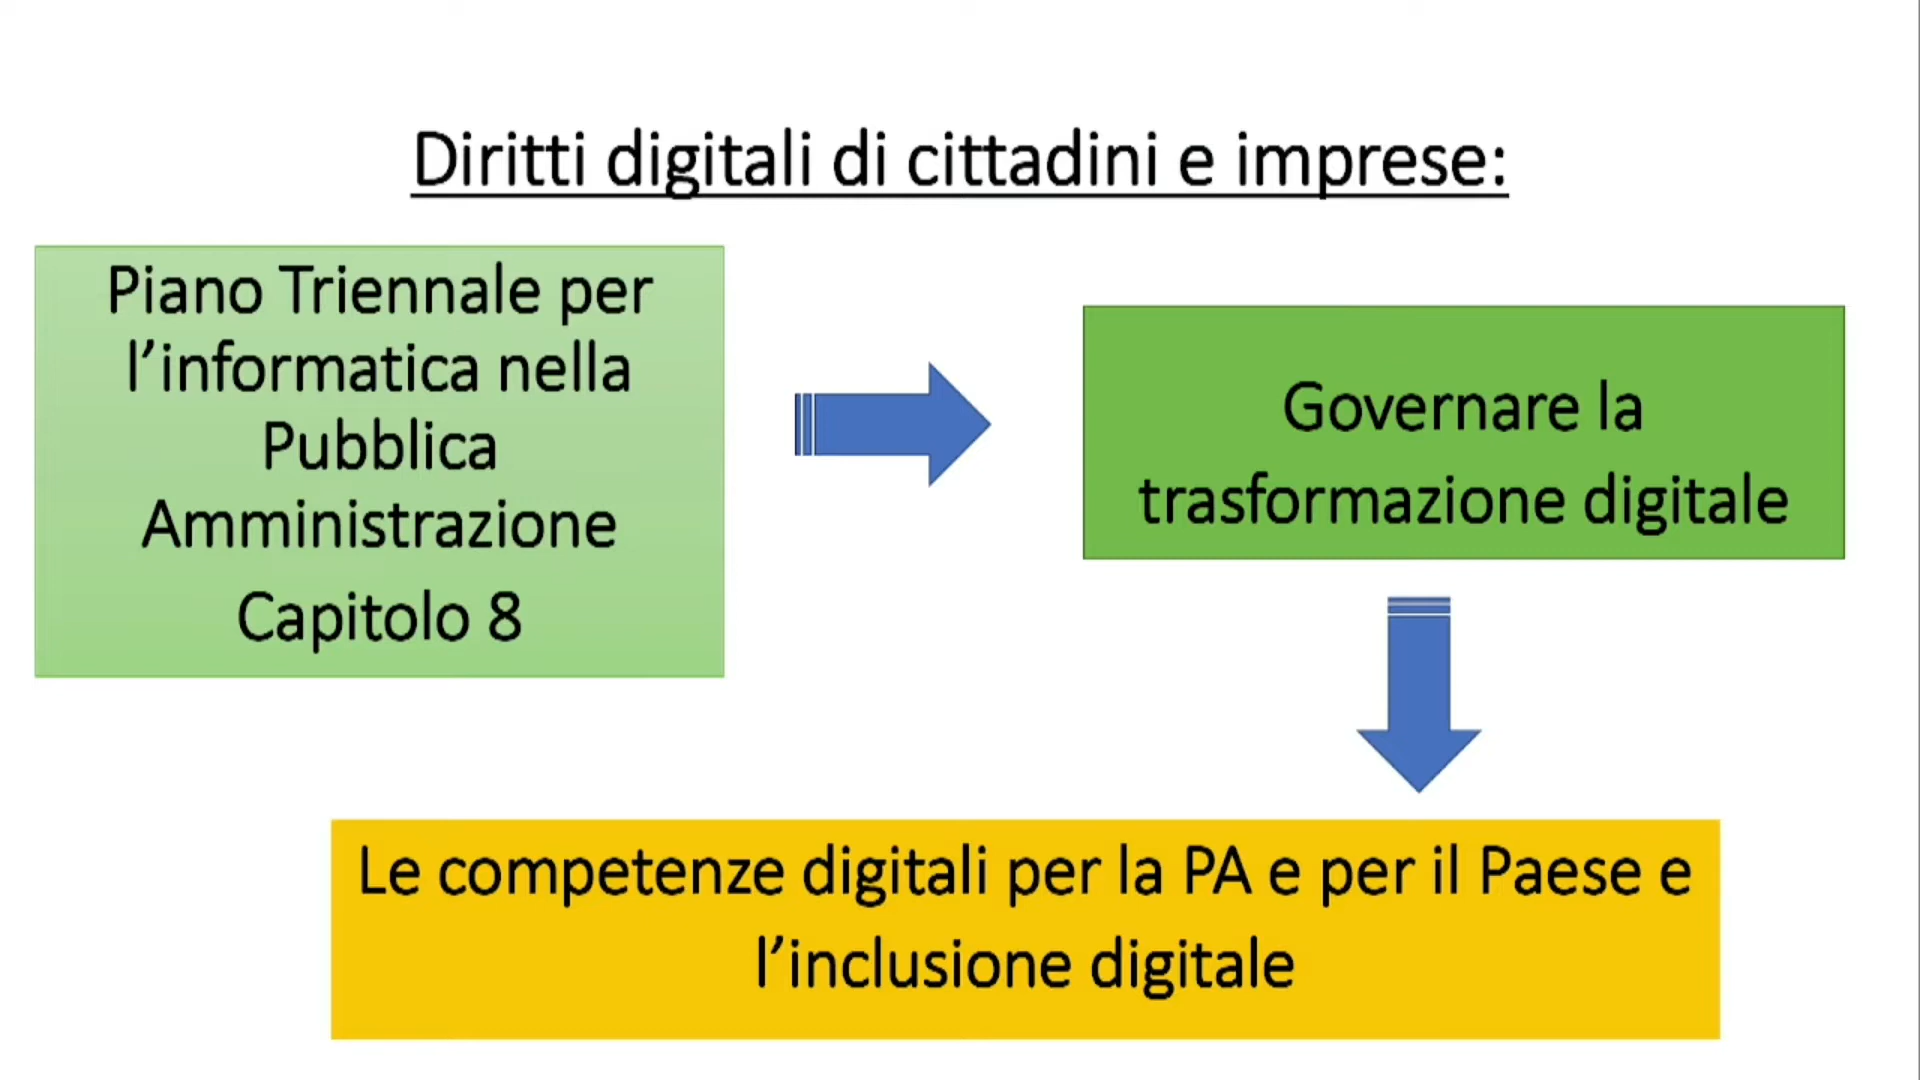 Diritti digitali di cittadini e imprese:
Piano Triennale per
l’informatica nella
Pubblica
Amministrazione
Capitolo 8
Governare la
trasformazione digitale
Le competenze digitali per la PA e per il Paese e
l’inclusione digitale